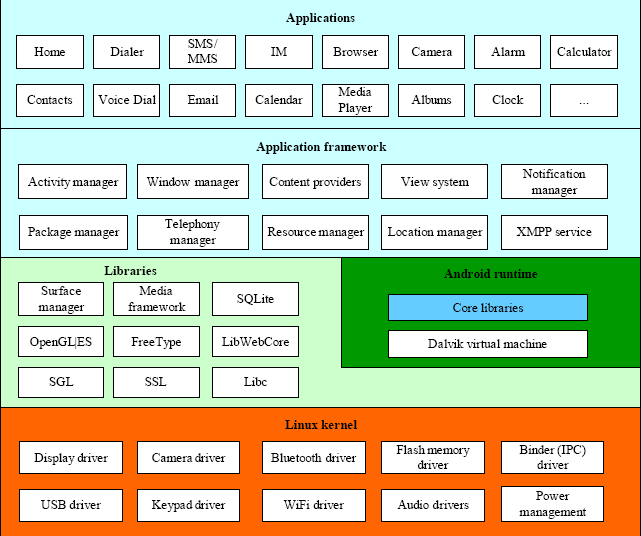 Applications
Home
Dialer
SMS/
MMS
IM
Browser
Camera
Alarm
Calculator
Contacts
Voice Dial
Email
Calendar
Media
Player
Albums
Clock
...
Application framework
Activity manager
Window manager
Content providers
View system
Notification
manager
Package manager
Telephony
manager
Resource manager
Location manager
XMPP service
Libraries
Surface
manager
Media
framework
SQLite
OpenGL|ES
FreeType
LibWebCore
SGL
SSL
Libc
Android runtime
Core libraries
Dalvik virtual machine
Linux kernel
Display driver
Camera driver
Bluetooth driver
Flash memory
driver
Binder (IPC)
driver
USB driver
Keypad driver
WiFi driver
Audio drivers
Power
management